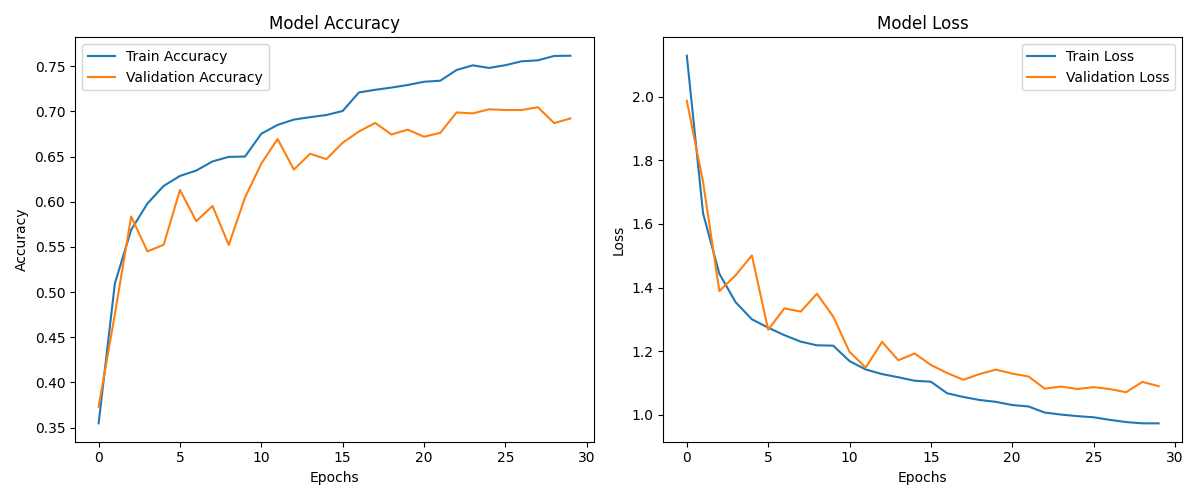 Model Accuracy
Train Accuracy
Validation Accuracy
Accuracy
0.75
0.70
0.65
0.60
0.55
0.50
0.45
0.40
0.35
0 5 10 15 20 25 30
Epochs
Model Loss
Train Loss
Validation Loss
Loss
2.0
1.8
1.6
1.4
1.2
1.0
0 5 10 15 20 25 30
Epochs